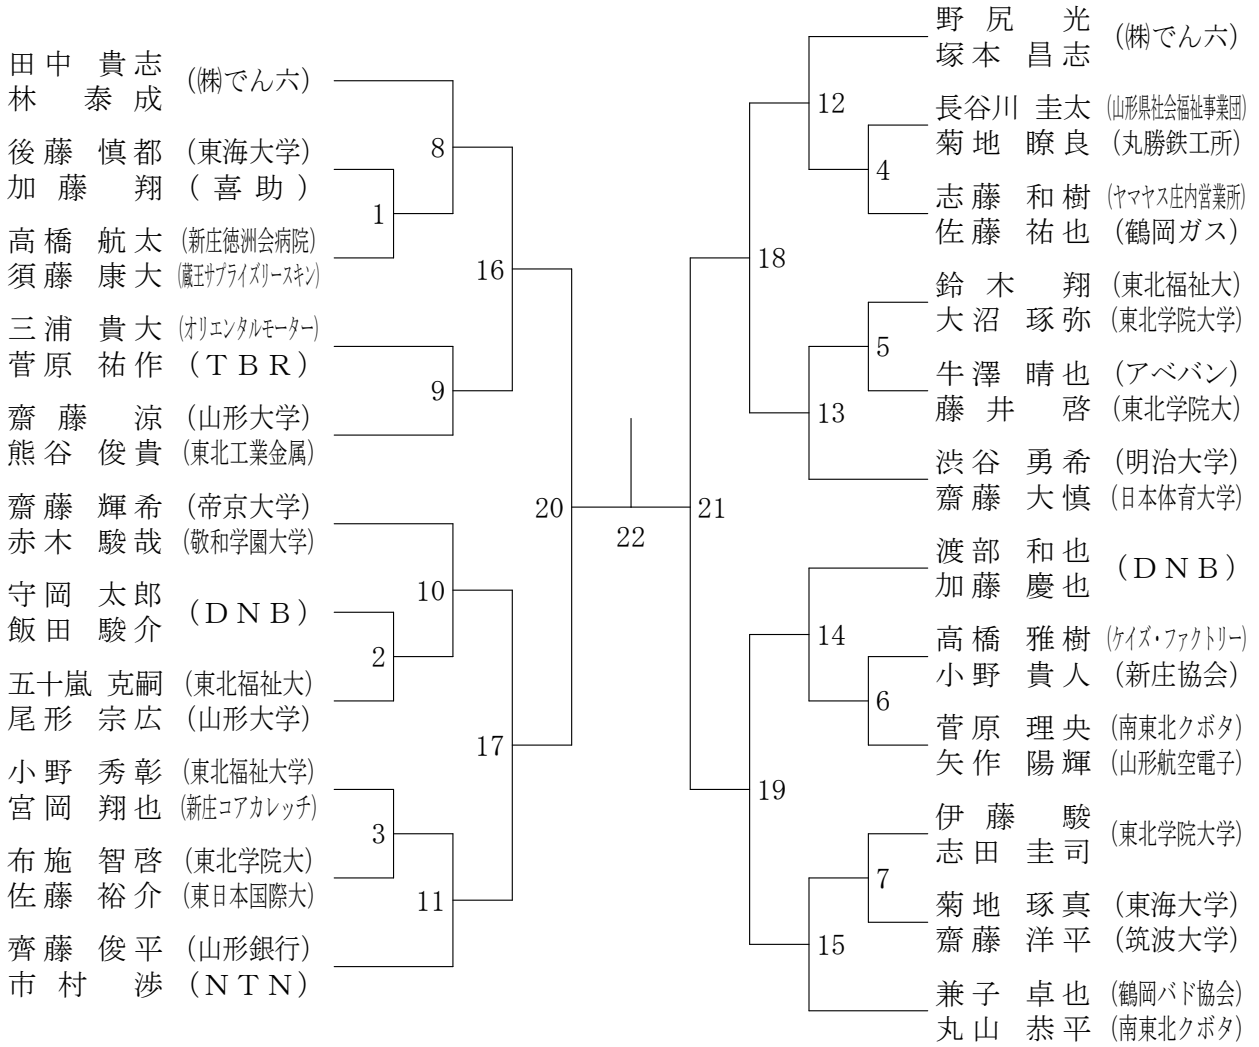 田中 貴志 (㈱でん六)
林 泰成
8
後藤 慎都 (東海大学)
加藤 翔 (喜助)
1
高橋 航太 (新庄徳洲会病院)
須藤 康大 (蔵王サプライズリースキン)
16
三浦 貴大 (オリエンタルモーター)
菅原 祐作 (TBR)
9
齋藤 涼 (山形大学)
熊谷 俊貴 (東北工業金属)
20
齋藤 輝希 (帝京大学)
赤木 駿哉 (敬和学園大学)
10
守岡 太郎 (DNB)
飯田 駿介
2
五十嵐 克嗣 (東北福祉大)
尾形 宗広 (山形大学)
17
小野 秀彰 (東北福祉大学)
宮岡 翔也 (新庄コアカレッヂ)
3
布施 智啓 (東北学院大)
佐藤 裕介 (東日本国際大)
11
齊藤 俊平 (山形銀行)
市村 渉 (NTN)
22
野尻 光 (㈱でん六)
塚本 昌志
12
長谷川 圭太 (山形県社会福祉事業団)
菊地 瞭良 (丸勝鉄工所)
4
志藤 和樹 (ヤマヤス庄内営業所)
佐藤 祐也 (鶴岡ガス)
18
鈴木 翔 (東北福祉大)
大沼 琢弥 (東北学院大学)
5
牛澤 晴也 (アベバン)
藤井 啓 (東北学院大)
13
渋谷 勇希 (明治大学)
齋藤 大慎 (日本体育大学)
21
渡部 和也 (DNB)
加藤 慶也
14
高橋 雅樹 (ケイズ・ファクトリー)
小野 貴人 (新庄協会)
6
菅原 理央 (南東北クボタ)
矢作 陽輝 (山形航空電子)
19
伊藤 駿 (東北学院大学)
志田 圭司
7
菊地 琢真 (東海大学)
齋藤 洋平 (筑波大学)
15
兼子 卓也 (鶴岡バド協会)
丸山 恭平 (南東北クボタ)